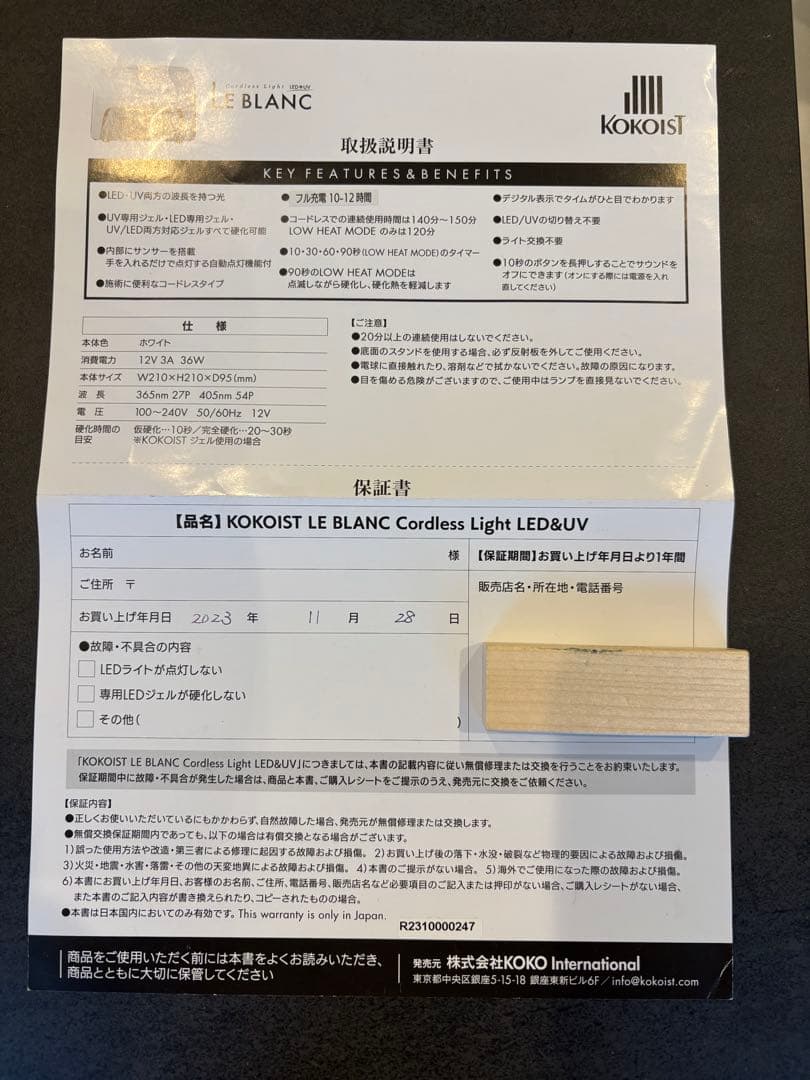 Cordless Light LED&UV
LE BLANC
KOKOIST
取扱説明書
KEY FEATURES & BENEFITS
●LED・UV両方の波長を持つ光
●UV専用ジェル・LED専用ジェル・
UV/LED両方対応ジェルすべて硬化可能
●内部にサンサーを搭載
手を入れるだけで点灯する自動点灯機能付
●施術に便利なコードレスタイプ
● フル充電 10-12 時間
●コードレスでの連続使用時間は140分〜150分
LOW HEAT MODE のみは120分
●10・30・60・90秒(LOW HEAT MODE)のタイマー
●90秒のLOW HEAT MODEは
点滅しながら硬化し、硬化熱を軽減します
●デジタル表示でタイムがひと目でわかります
●LED/UVの切り替え不要
●ライト交換不要
●10秒のボタンを長押しすることでサウンドを
オフにできます(オンにする際には電源を入れ
直してください)
仕 様
本体色 ホワイト
消費電力 12V 3A 36W
本体サイズ W210×H210×D95(mm)
波 長 365nm 27P 405nm 54P
電 圧 100〜240V 50/60Hz 12V
硬化時間の目安 仮硬化…10秒/完全硬化…20〜30秒
※KOKOIST ジェル使用の場合
【ご注意】
●20分以上の連続使用はしないでください。
●底面のスタンドを使用する場合、必ず反射板を外してご使用ください。
●電球に直接触れたり、溶剤などで拭かないでください。故障の原因になります。
●目を傷める危険がございますので、ご使用中はランプを直接見ないでください。
保証書
【品名】KOKOIST LE BLANC Cordless Light LED&UV
お名前 様
ご住所 〒
お買い上げ年月日 2023 年 11 月 28 日
【保証期間】お買い上げ年月日より1年間
販売店名・所在地・電話番号
●故障・不具合の内容
LEDライトが点灯しない
専用LEDジェルが硬化しない
その他( )
「KOKOIST LE BLANC Cordless Light LED&UV」につきましては、本書の記載内容に従い無償修理または交換を行うことをお約束いたします。
保証期間中に故障・不具合が発生した場合は、商品と本書、ご購入レシートをご提示のうえ、発売元に交換をご依頼ください。
【保証内容】
●正しくお使いいただいているにもかかわらず、自然故障した場合、発売元が無償修理または交換します。
●無償交換保証期間内であっても、以下の場合は有償交換となる場合がございます。
1)誤った使用方法や改造・第三者による修理に起因する故障および損傷。 2)お買い上げ後の落下・水没・破裂など物理的要因による故障および損傷。
3)火災・地震・水害・落雷・その他の天変地異による故障および損傷。 4)本書のご提示がない場合。 5)海外でご使用になった際の故障および損傷。
6)本書にお買い上げ年月日、お客様のお名前、ご住所、電話番号、販売店名など必要項目のご記入または押印がない場合、ご購入レシートがない場合、
また本書のご記入内容が書き換えられたり、コピーされたものの場合。
●本書は日本国内においてのみ有効です。This warranty is only in Japan.
R2310000247
商品をご使用いただく前には本書をよくお読みいただき、
商品とともに大切に保管してください
発売元 株式会社KOKO International
東京都中央区銀座5-15-18 銀座東新ビル6F/info@kokoist.com